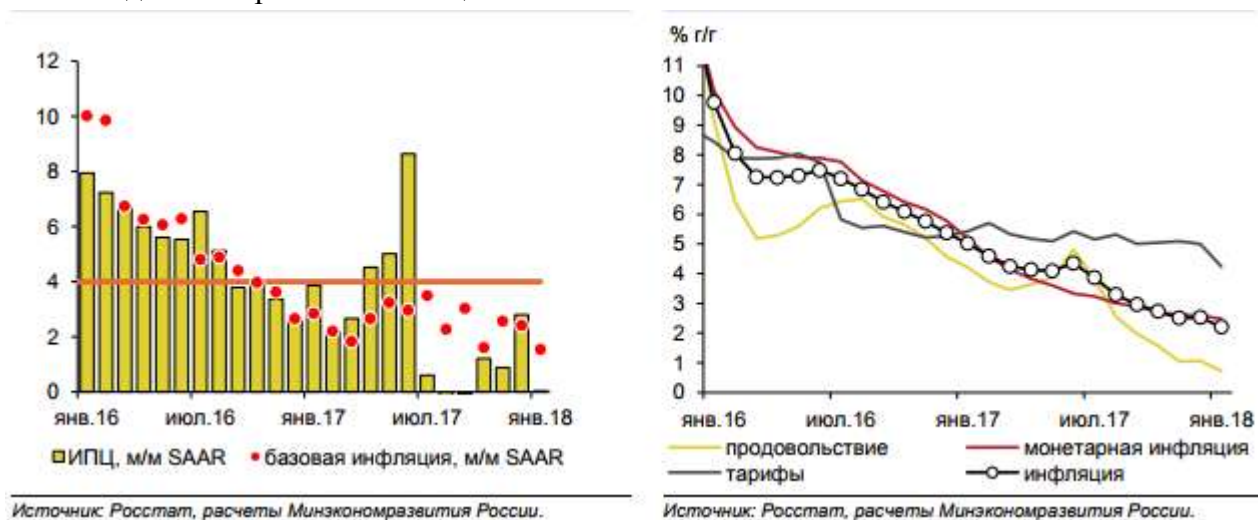 12
10
8
6
4
2
0
янв.16 июл.16 янв.17 июл.17 янв.18
ИПЦ, м/м SAAR базовая инфляция, м/м SAAR
Источник: Росстат, расчеты Минэкономразвития России.
% г/г
11
10
9
8
7
6
5
4
3
2
1
0
янв.16 июл.16 янв.17 июл.17 янв.18
продовольствие монетарная инфляция
тарифы инфляция
Источник: Росстат, расчеты Минэкономразвития России.